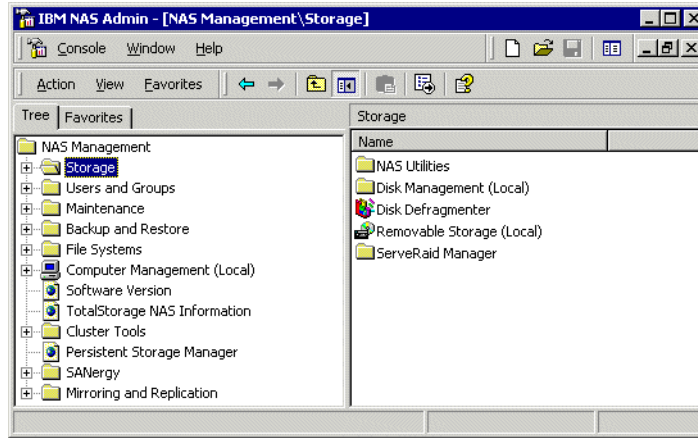 IBM NAS Admin - [NAS Management\Storage]
Console Window Help
Action View Favorites
Tree Favorites
NAS Management
Storage
Users and Groups
Maintenance
Backup and Restore
File Systems
Computer Management (Local)
Software Version
TotalStorage NAS Information
Cluster Tools
Persistent Storage Manager
SANergy
Mirroring and Replication
Storage
Name
NAS Utilities
Disk Management (Local)
Disk Defragmenter
Removable Storage (Local)
ServeRaid Manager